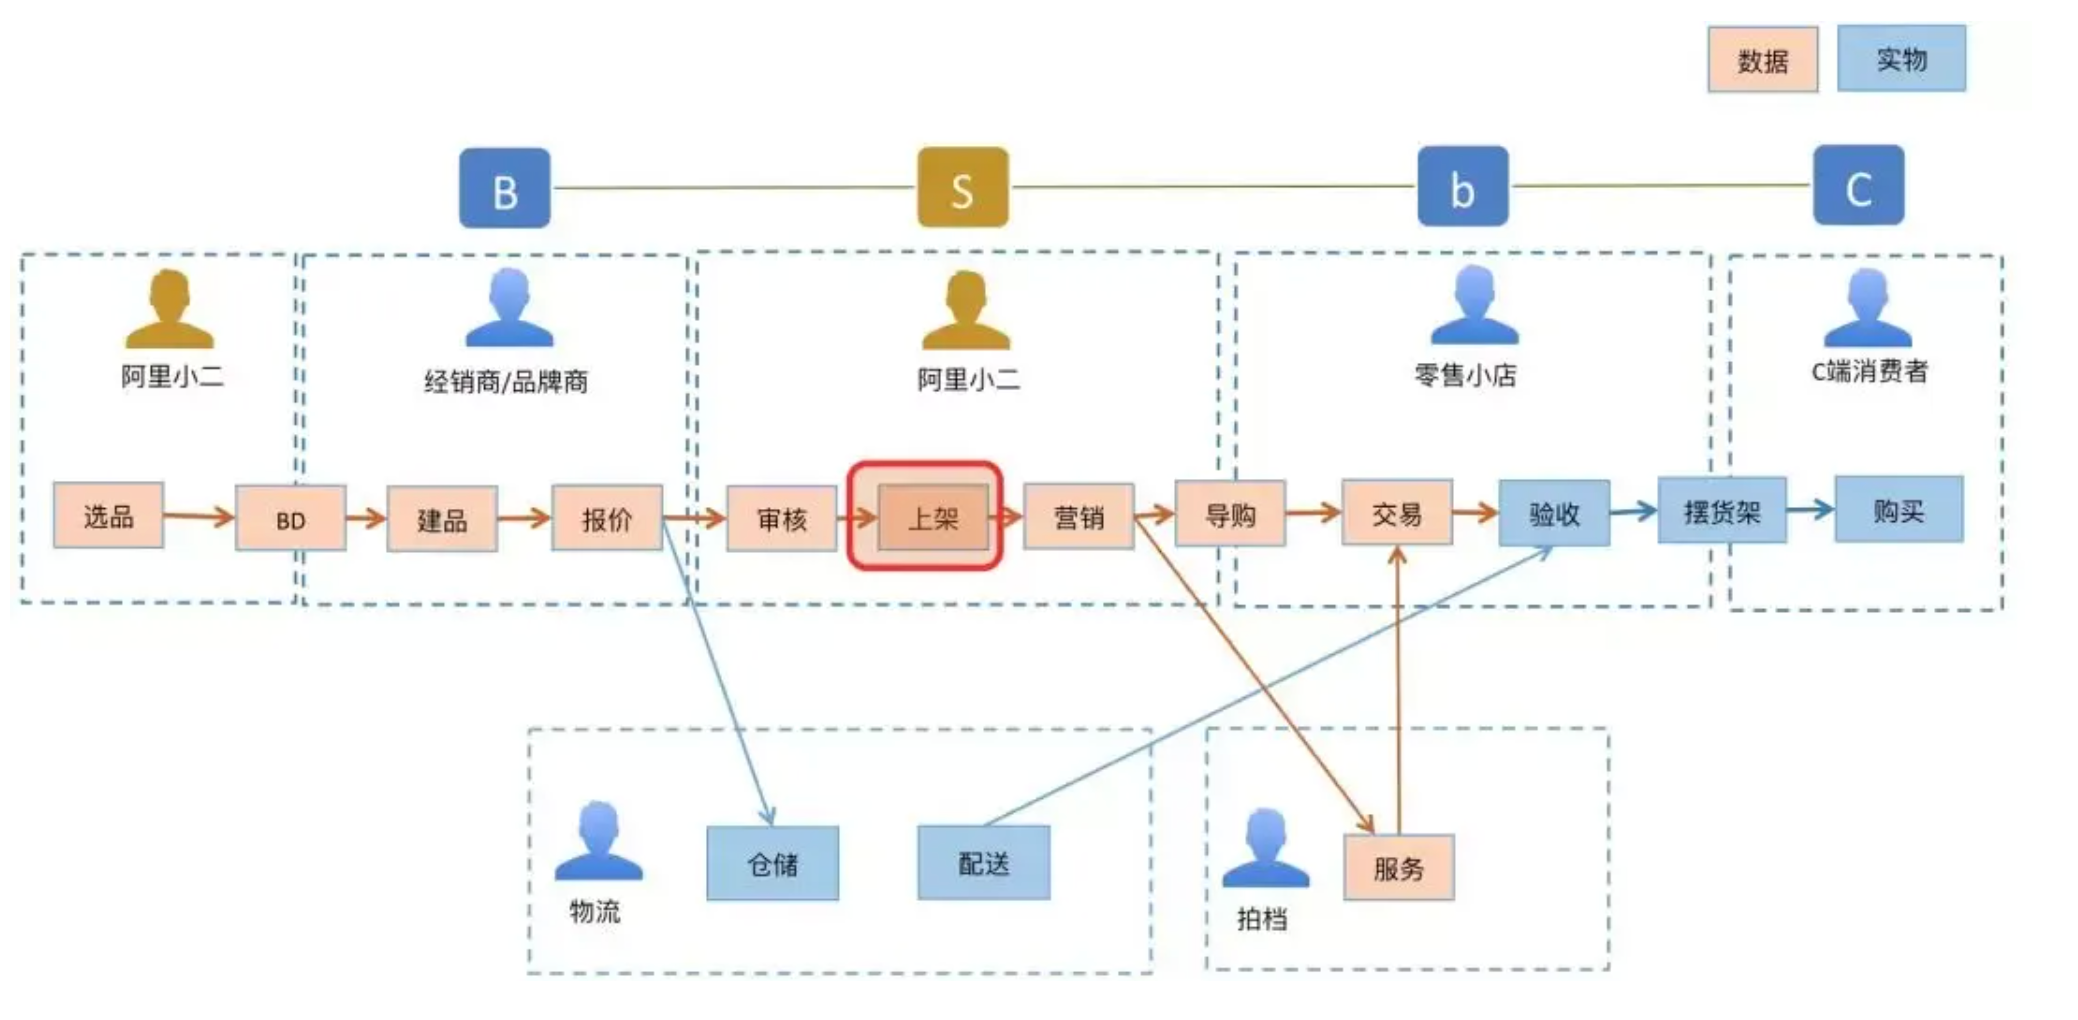 数据
实物
B
S
b
C
阿里小二
经销商/品牌商
阿里小二
零售小店
C端消费者
选品
BD
建品
报价
审核
上架
营销
导购
交易
验收
摆货架
购买
物流
仓储
配送
拍档
服务